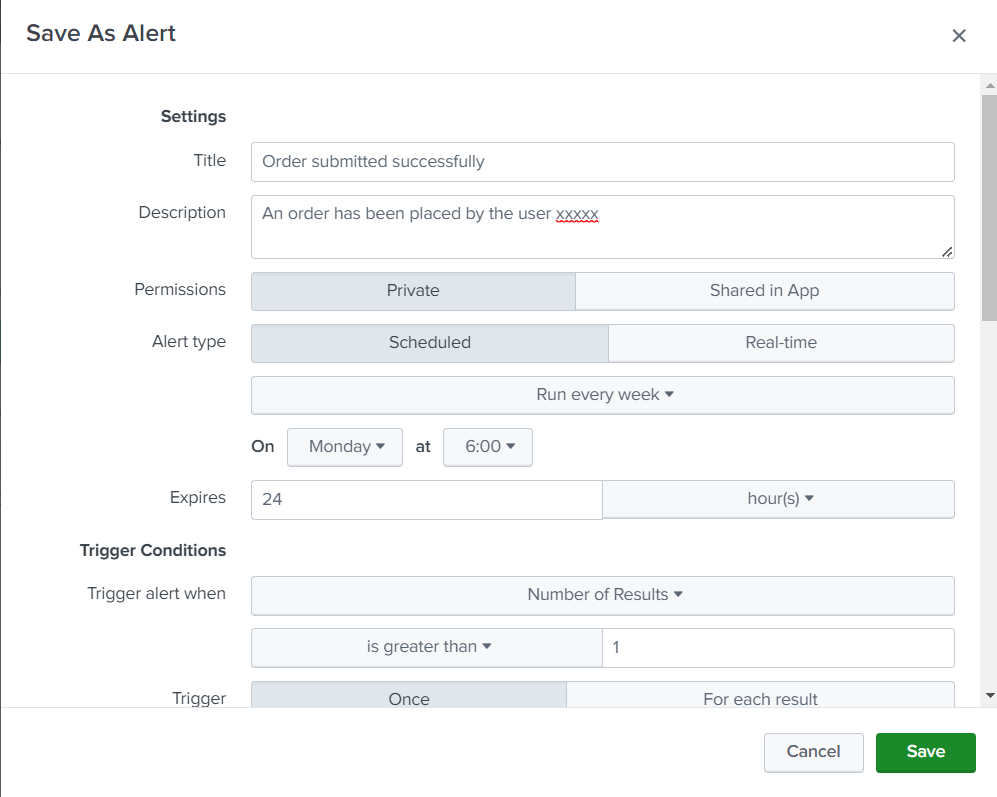 Save As Alert
Settings
Title Order submitted successfully
Description An order has been placed by the user xxxxx
Permissions Private Shared in App
Alert type Scheduled Real-time
Run every week
On Monday at 6:00
Expires 24 hour(s)
Trigger Conditions
Trigger alert when Number of Results
is greater than 1
Trigger Once For each result
Cancel Save